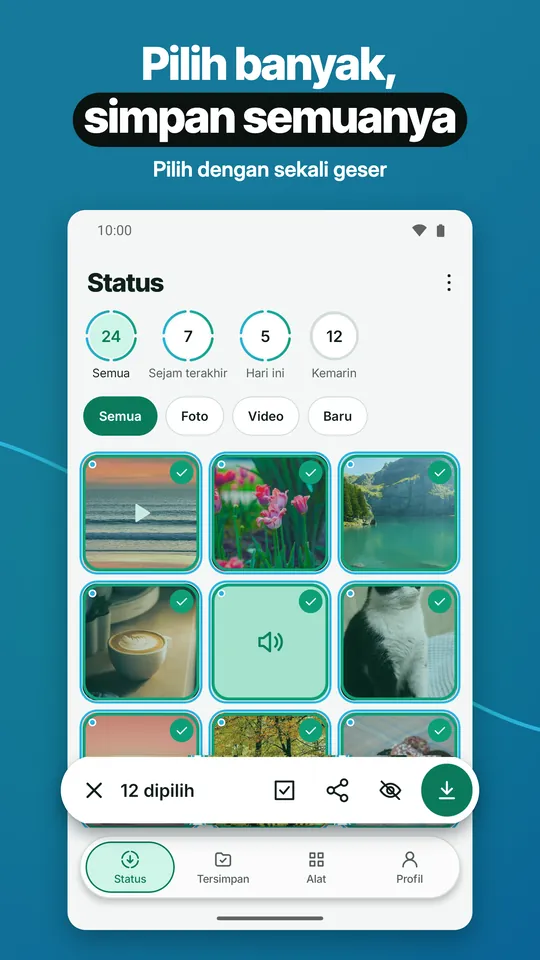 Pilih banyak,
simpan semuanya
Pilih dengan sekali geser
10:00
Status
24
7
5
12
Semua
Sejam terakhir
Hari ini
Kemarin
Semua
Foto
Video
Baru
12 dipilih
Status
Tersimpan
Alat
Profil